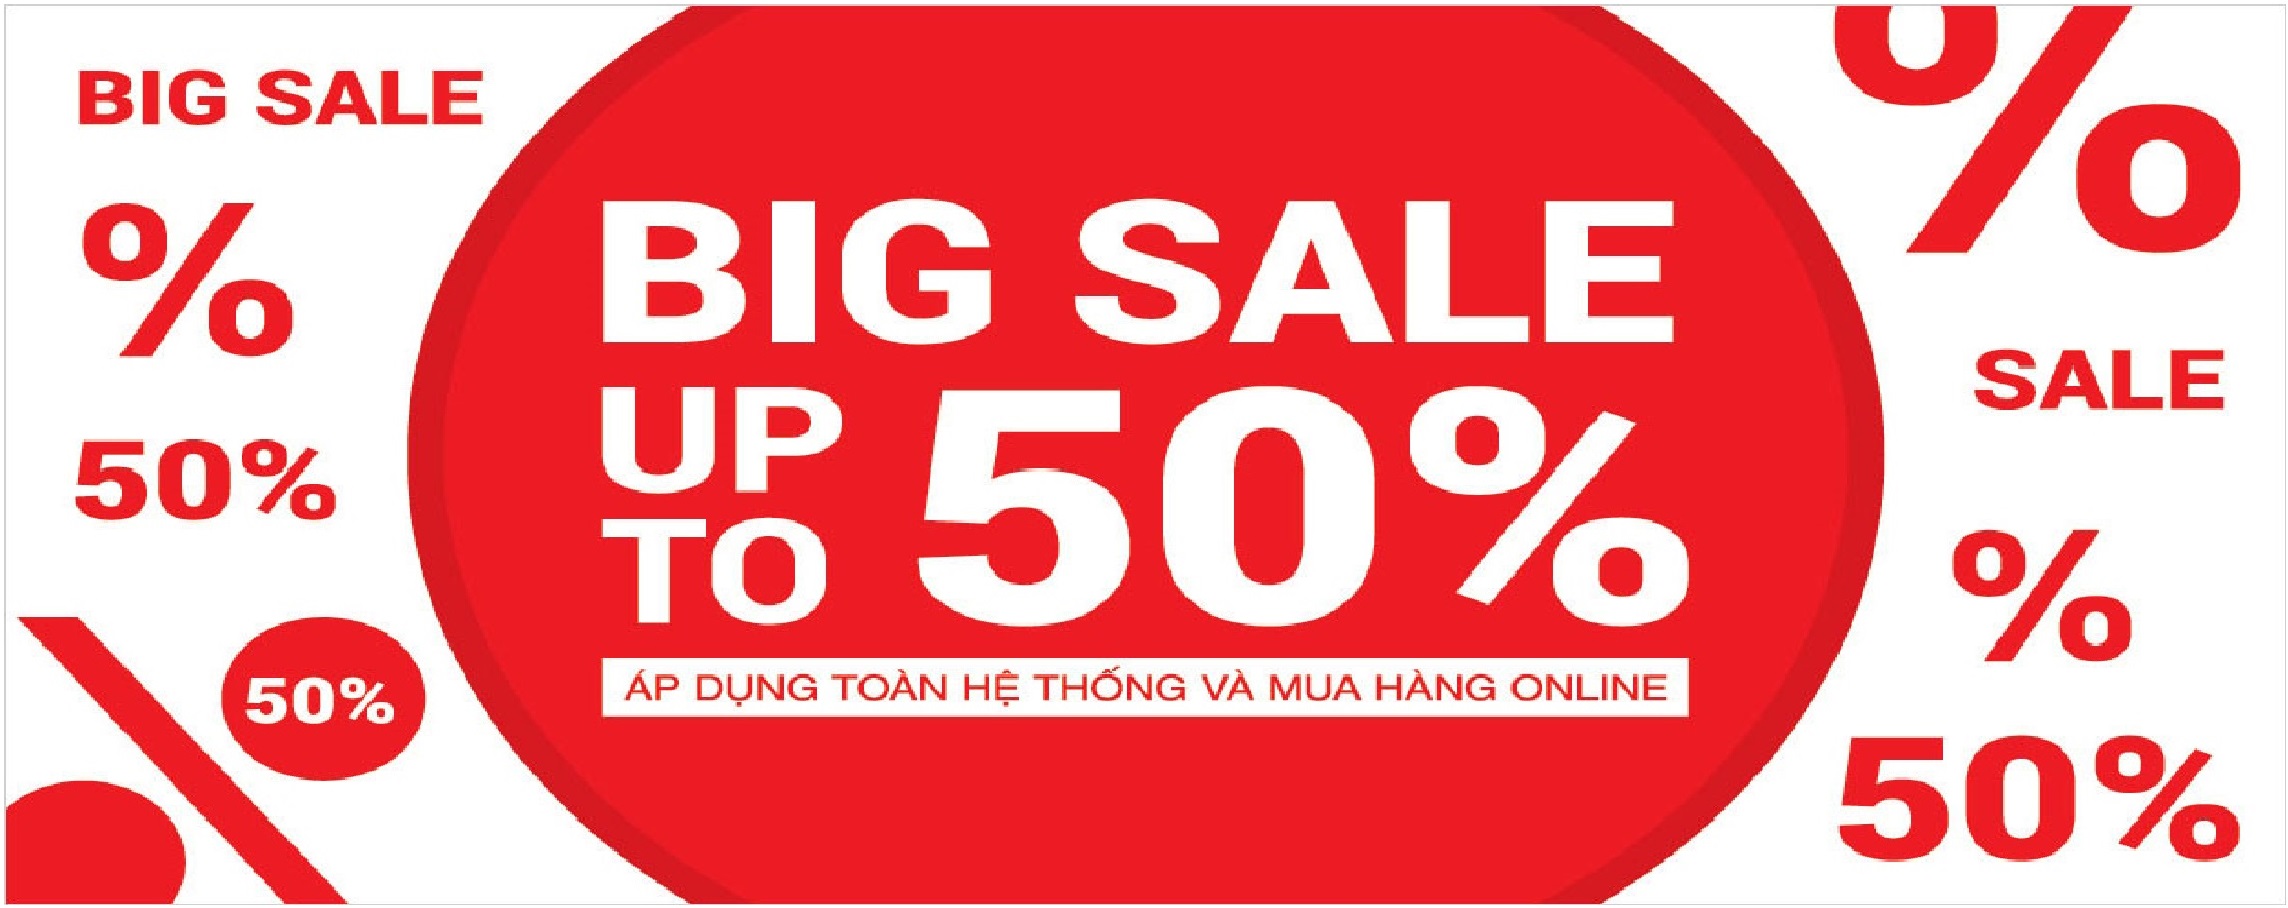 BIG SALE
%
50%
50%
BIG SALE
UP TO 50%
ÁP DỤNG TOÀN HỆ THỐNG VÀ MUA HÀNG ONLINE
%
SALE
%
50%